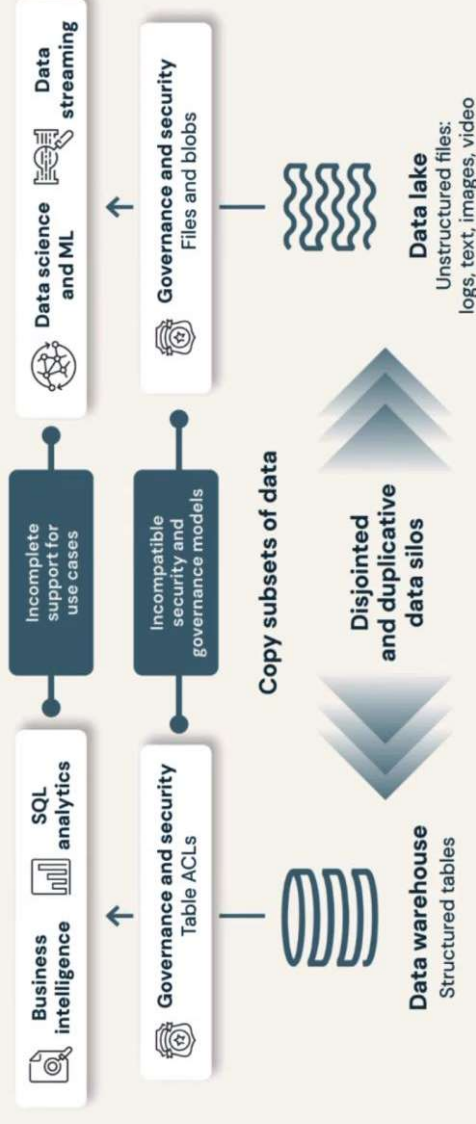 Business
intelligence
SQL
analytics
Incomplete
support for
use cases
Data science
and ML
Data
streaming
Governance and security
Table ACLs
Incompatible
security and
governance models
Governance and security
Files and blobs
Copy subsets of data
Disjointed
and duplicative
data silos
Data warehouse
Structured tables
Data lake
Unstructured files:
logs, text, images, video